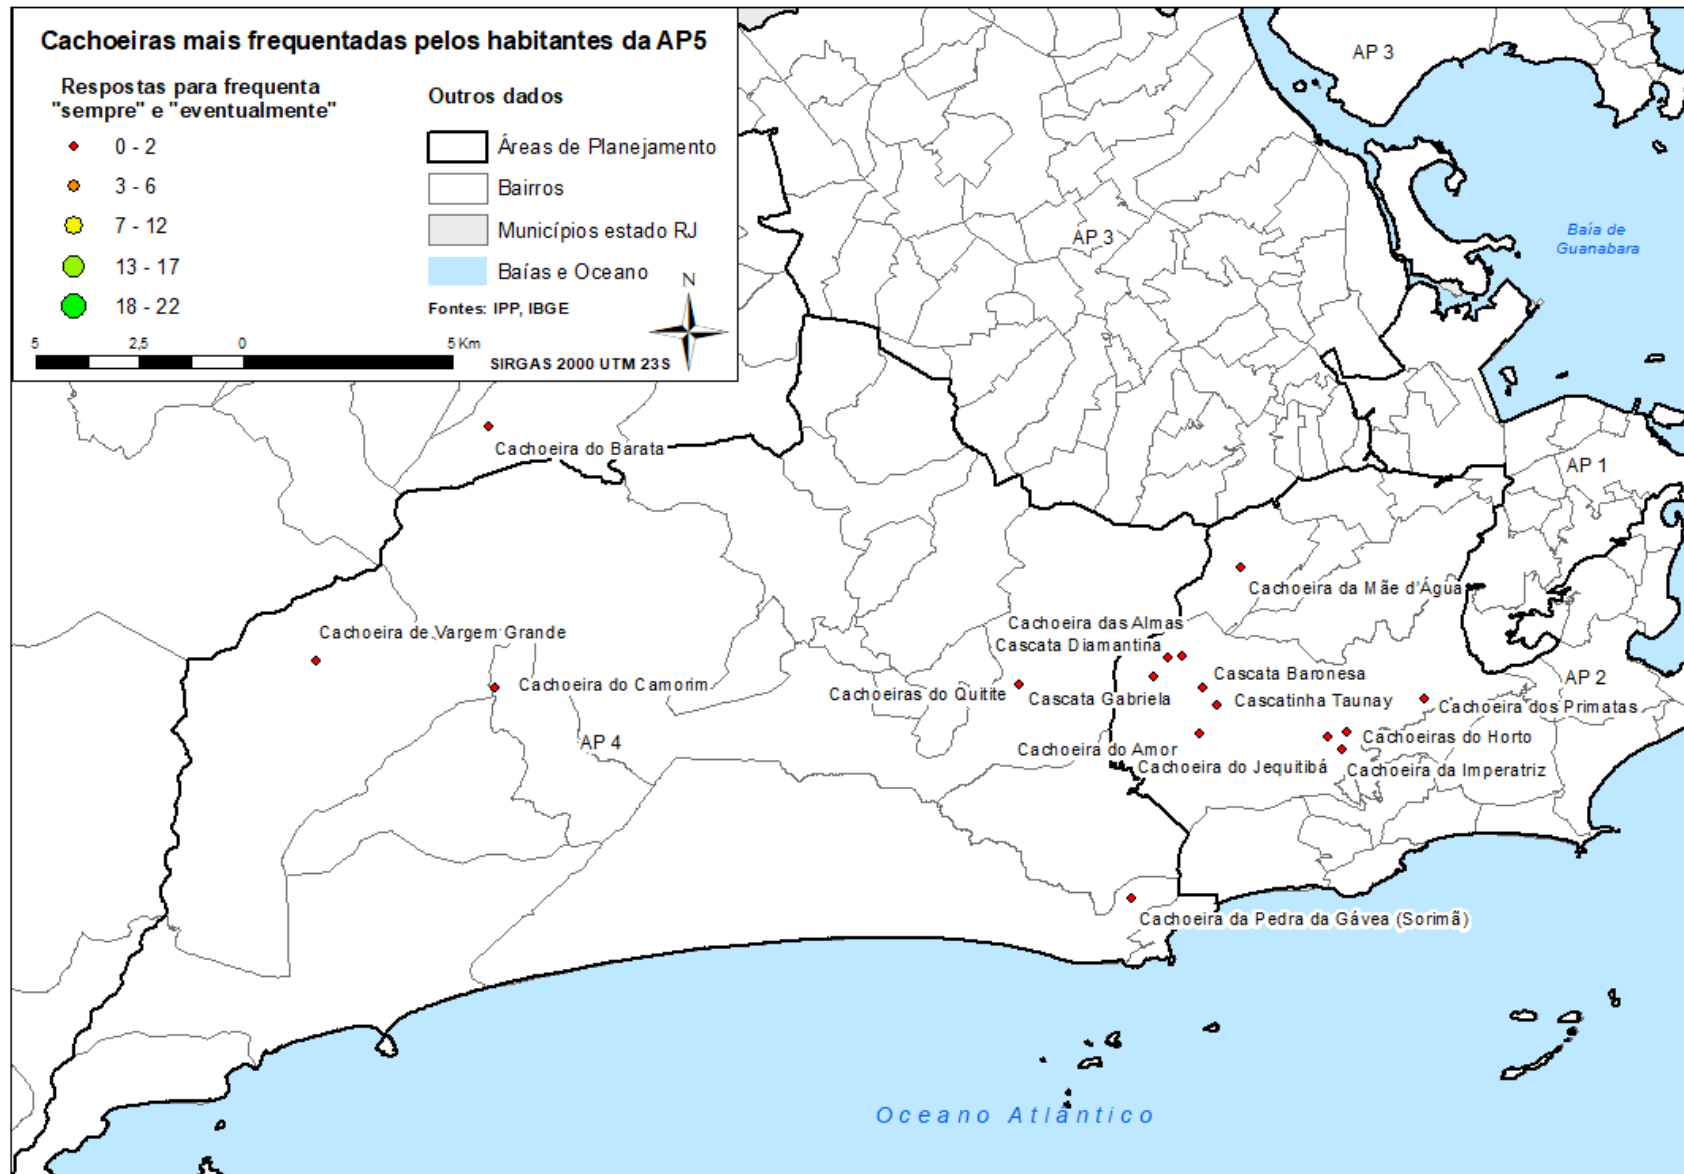 Cachoeiras mais frequentadas pelos habitantes da AP5
Respostas para frequenta
"sempre" e "eventualmente"
0 - 2
3 - 6
7 - 12
13 - 17
18 - 22
Outros dados
Áreas de Planejamento
Bairros
Municípios estado RJ
Baías e Oceano
Fontes: IPP, IBGE
N
5 2,5 0 5 Km
SIRGAS 2000 UTM 23S
AP 3
AP 3
Baía de
Guanabara
Cachoeira do Barata
AP 1
Cachoeira da Mãe d'Água
Cachoeira das Almas
Cachoeira de Vargem Grande
Cascata Diamantina
Cascata Baronesa
AP 2
Cachoeira do Camorim
Cachoeiras do Quitite
Cascata Gabriela
Cascatinha Taunay
Cachoeira dos Primatas
AP 4
Cachoeira do Amor
Cachoeiras do Horto
Cachoeira do Jequitibá
Cachoeira da Imperatriz
Cachoeira da Pedra da Gávea (Sorimã)
Oceano Atlântico